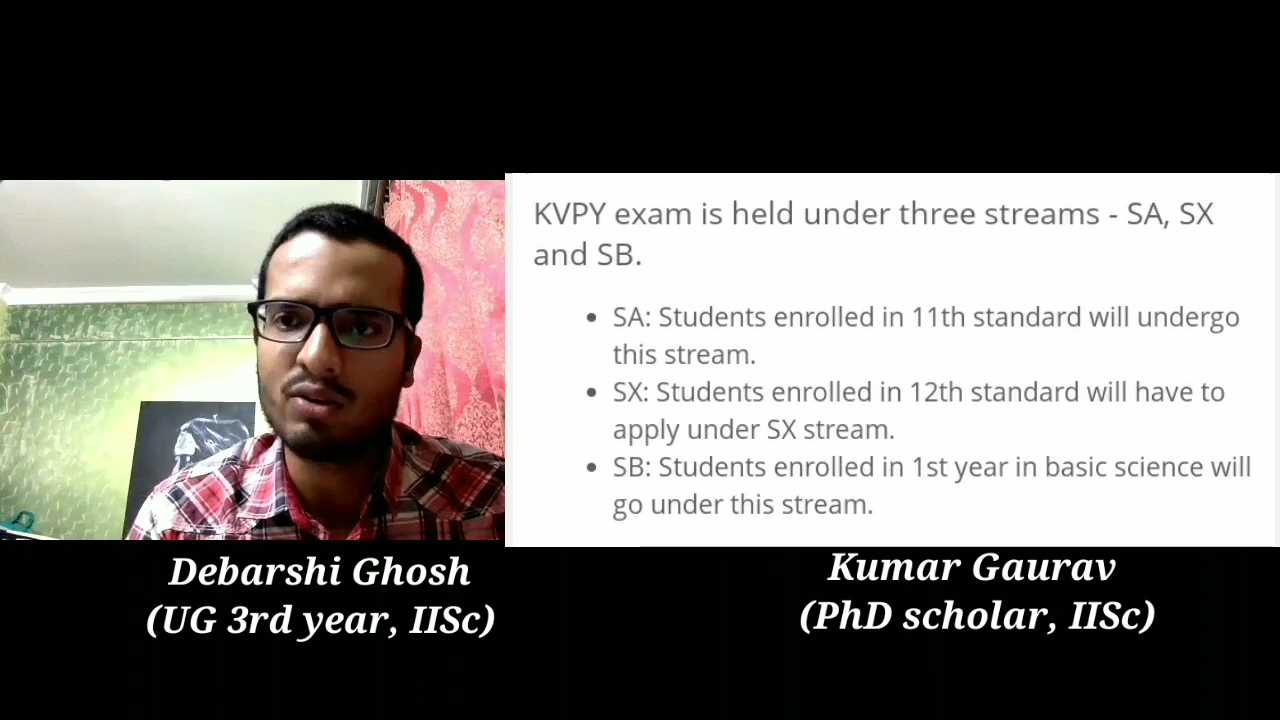 KVPY exam is held under three streams - SA, SX
and SB.
• SA: Students enrolled in 11th standard will undergo
this stream.
• SX: Students enrolled in 12th standard will have to
apply under SX stream.
• SB: Students enrolled in 1st year in basic science will
go under this stream.
Debarshi Ghosh
(UG 3rd year, IISc)
Kumar Gaurav
(PhD scholar, IISc)